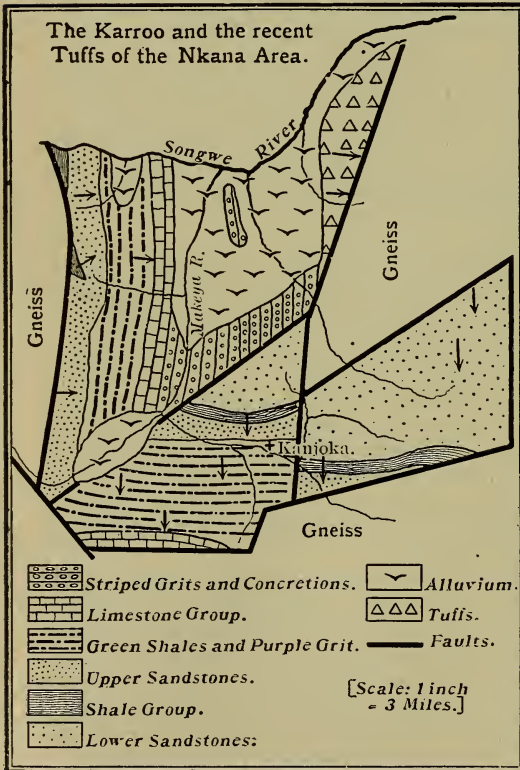 The Karroo and the recent
Tuffs of the Nkana Area.
Songwe River
Gneiss
Gneiss
Kanjoka.
Gneiss
Striped Grits and Concretions.
Limestone Group.
Green Shales and Purple Grit.
Upper Sandstones.
Shale Group.
Lower Sandstones:
Alluvium.
Tuffs.
Faults.
[Scale: 1 inch
= 3 Miles.]